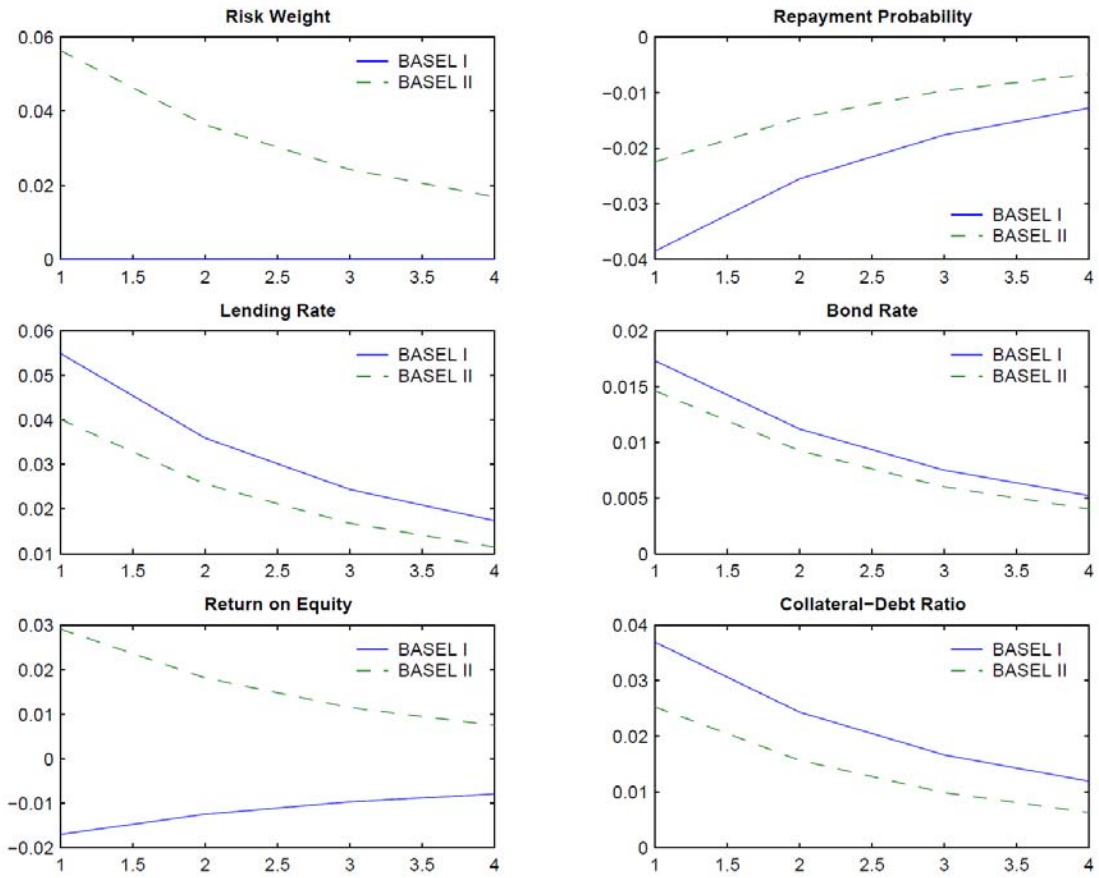 Risk Weight
0.06
0.04
0.02
0
BASEL I
BASEL II
1 1.5 2 2.5 3 3.5 4
Repayment Probability
0
−0.01
−0.02
−0.03
−0.04
BASEL I
BASEL II
1 1.5 2 2.5 3 3.5 4
Lending Rate
0.06
0.05
0.04
0.03
0.02
0.01
BASEL I
BASEL II
1 1.5 2 2.5 3 3.5 4
Bond Rate
0.02
0.015
0.01
0.005
0
BASEL I
BASEL II
1 1.5 2 2.5 3 3.5 4
Return on Equity
0.03
0.02
0.01
0
−0.01
−0.02
BASEL I
BASEL II
1 1.5 2 2.5 3 3.5 4
Collateral−Debt Ratio
0.04
0.03
0.02
0.01
0
BASEL I
BASEL II
1 1.5 2 2.5 3 3.5 4